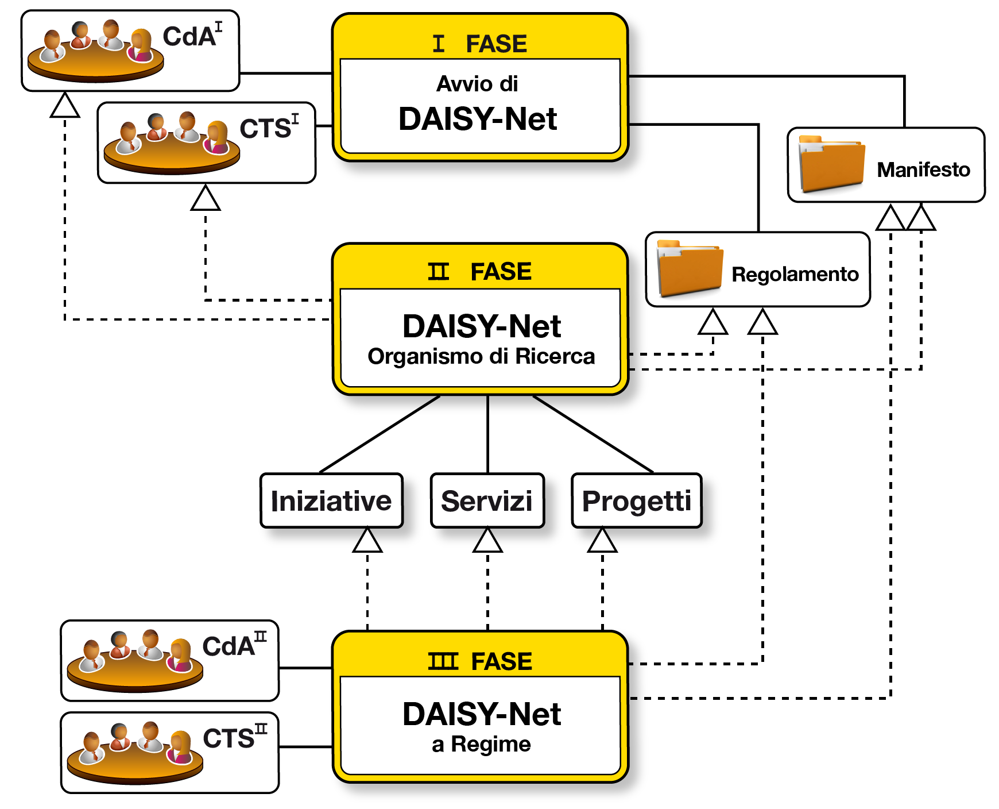 CdA I
I FASE
Avvio di
DAISY-Net
CTS I
Manifesto
Regolamento
II FASE
DAISY-Net
Organismo di Ricerca
Iniziative
Servizi
Progetti
CdA II
III FASE
DAISY-Net
a Regime
CTS II